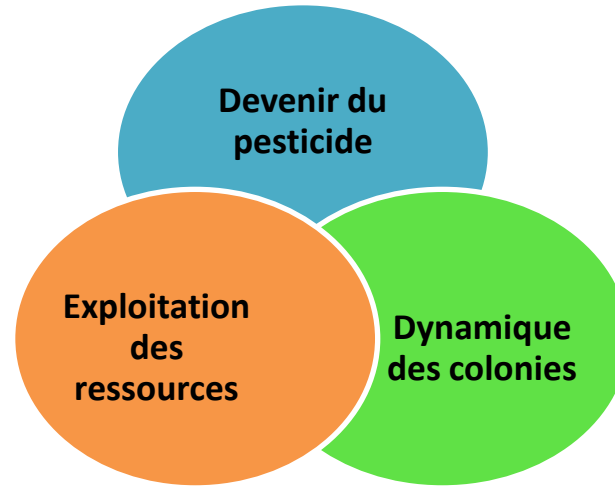 Devenir du
pesticide
Exploitation
des
ressources
Dynamique
des colonies